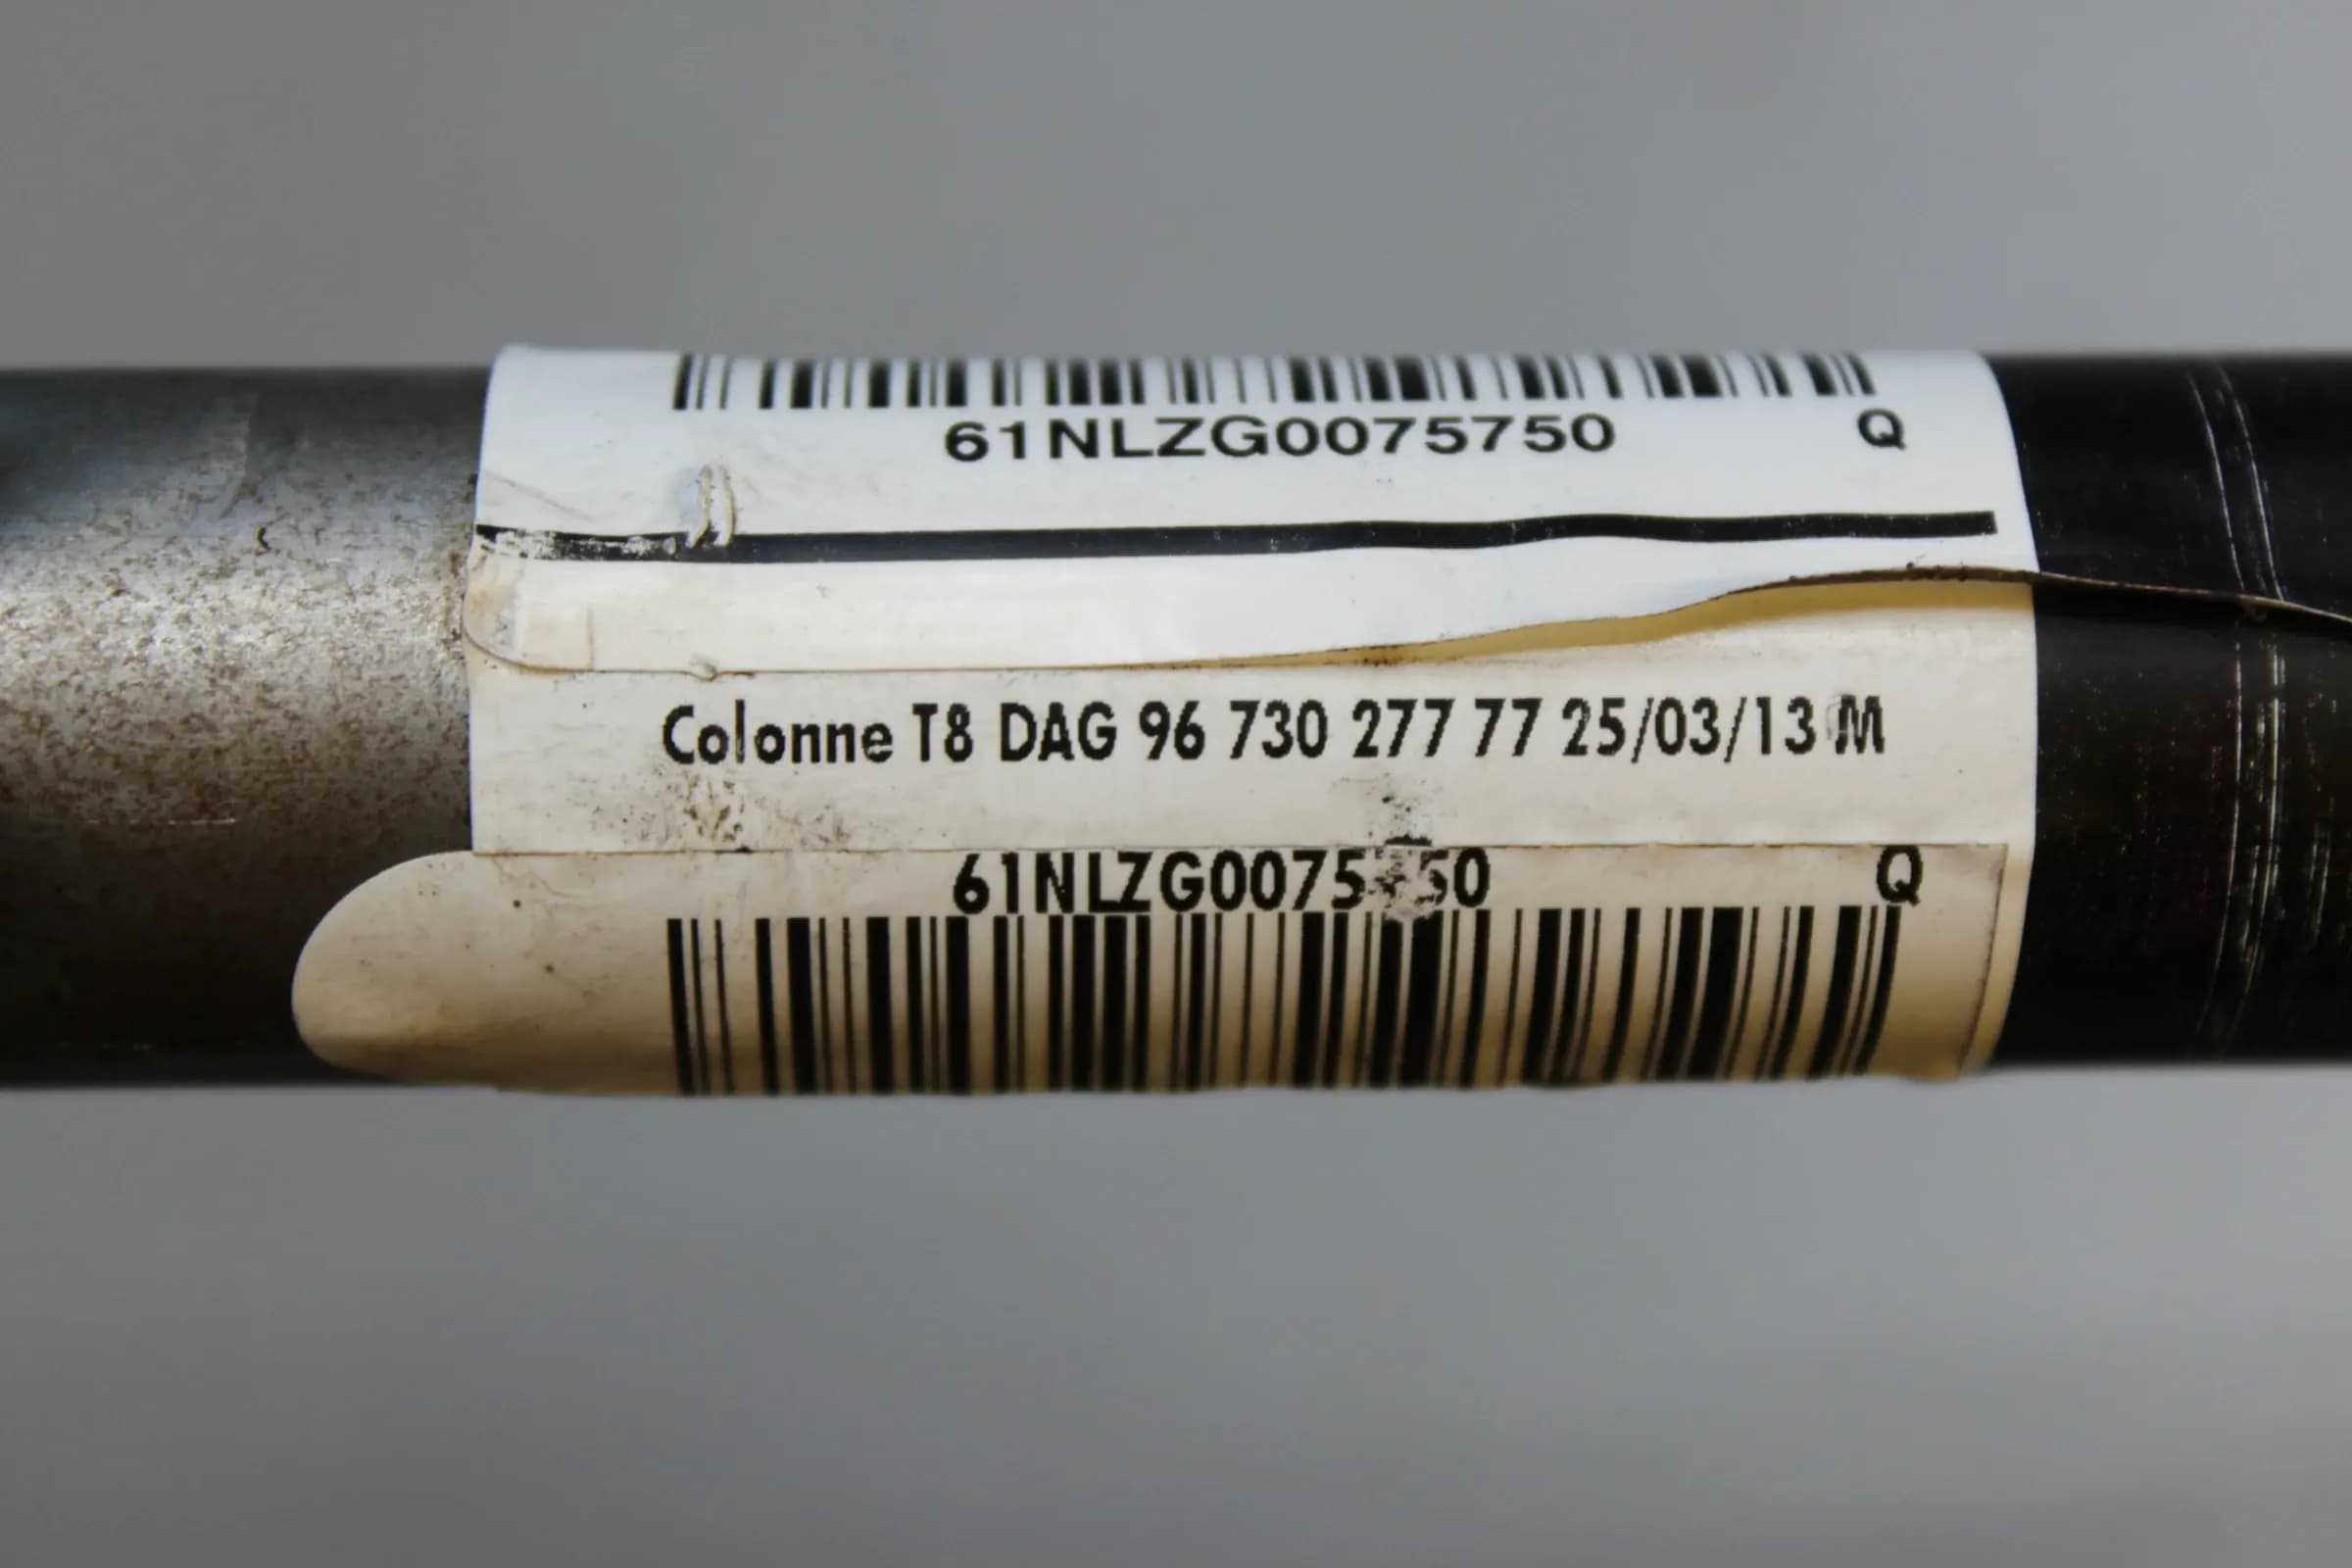 61NLZG0075750 Q
Colonne T8 DAG 96 730 277 77 25/03/13 M
Q